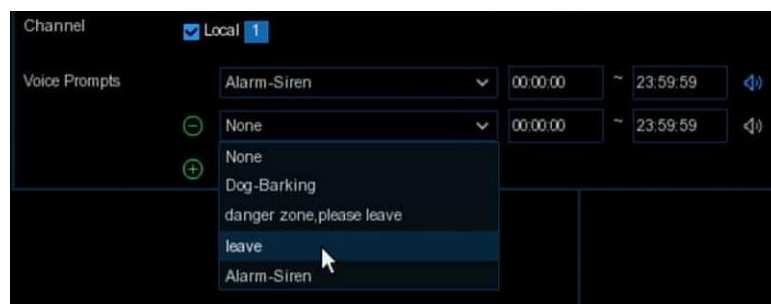 Channel Local 1
Voice Prompts Alarm-Siren 00:00:00 ~ 23:59:59
None 00:00:00 ~ 23:59:59
None
Dog-Barking
danger zone,please leave
leave
Alarm-Siren